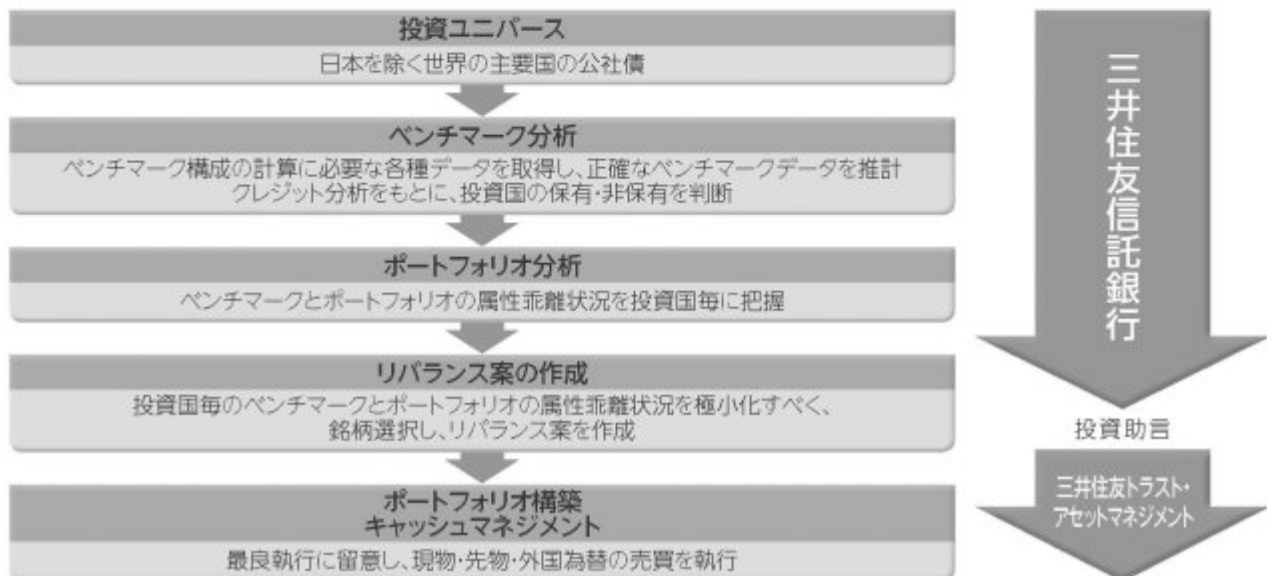 投資ユニバース
日本を除く世界の主要国の公社債
ベンチマーク分析
ベンチマーク構成の計算に必要な各種データを取得し、正確なベンチマークデータを推計
クレジット分析をもとに、投資国の保有・非保有を判断
ポートフォリオ分析
ベンチマークとポートフォリオの属性乖離状況を投資国毎に把握
リバランス案の作成
投資国毎のベンチマークとポートフォリオの属性乖離状況を極小化すべく、
銘柄選択し、リバランス案を作成
ポートフォリオ構築
キャッシュマネジメント
最良執行に留意し、現物・先物・外国為替の売買を執行
三井住友信託銀行
投資助言
三井住友トラスト・
アセットマネジメント